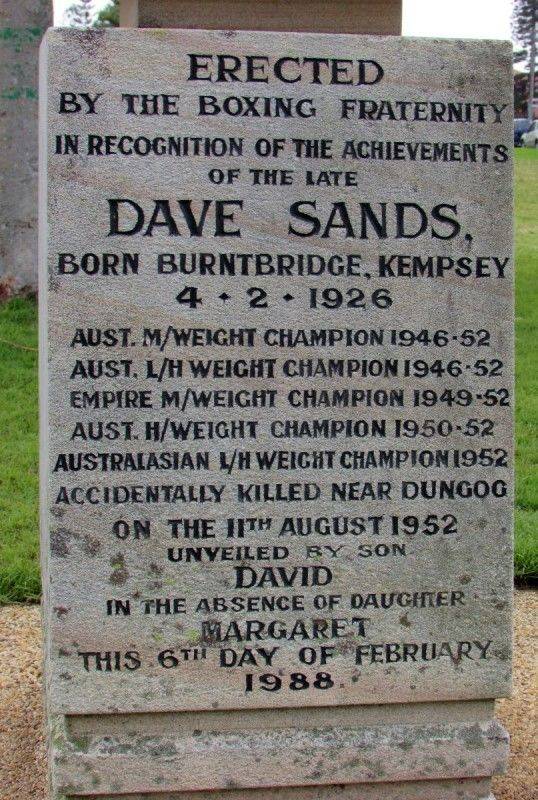 ERECTED
BY THE BOXING FRATERNITY
IN RECOGNITION OF THE ACHIEVEMENTS
OF THE LATE
DAVE SANDS,
BORN BURNTBRIDGE, KEMPSEY
4 • 2 • 1926
AUST. M/WEIGHT CHAMPION 1946-52
AUST. L/H WEIGHT CHAMPION 1946-52
EMPIRE M/WEIGHT CHAMPION 1949-52
AUST. H/WEIGHT CHAMPION 1950-52
AUSTRALASIAN L/H WEIGHT CHAMPION 1952
ACCIDENTALLY KILLED NEAR DUNGOG
ON THE 11TH AUGUST 1952
UNVEILED BY SON
DAVID
IN THE ABSENCE OF DAUGHTER
MARGARET
THIS 6TH DAY OF FEBRUARY
1988